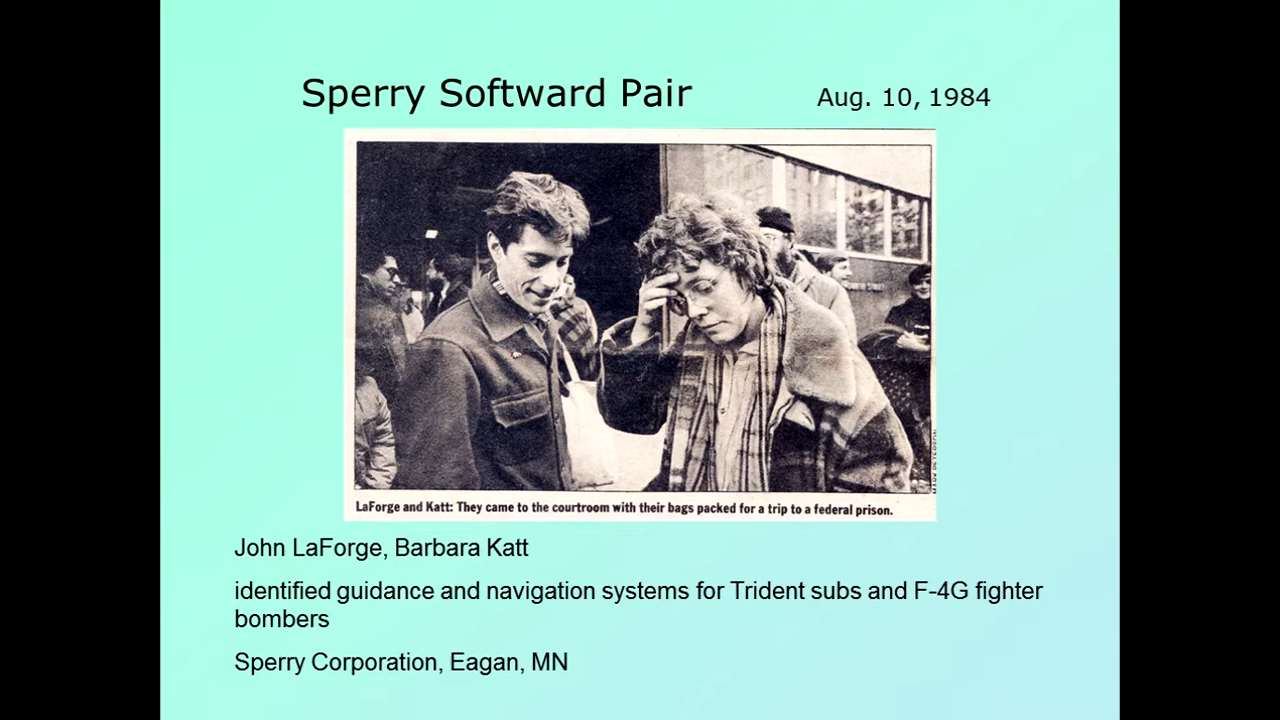 Sperry Softward Pair Aug. 10, 1984
LaForge and Katt: They came to the courtroom with their bags packed for a trip to a federal prison.
John LaForge, Barbara Katt
identified guidance and navigation systems for Trident subs and F-4G fighter
bombers
Sperry Corporation, Eagan, MN